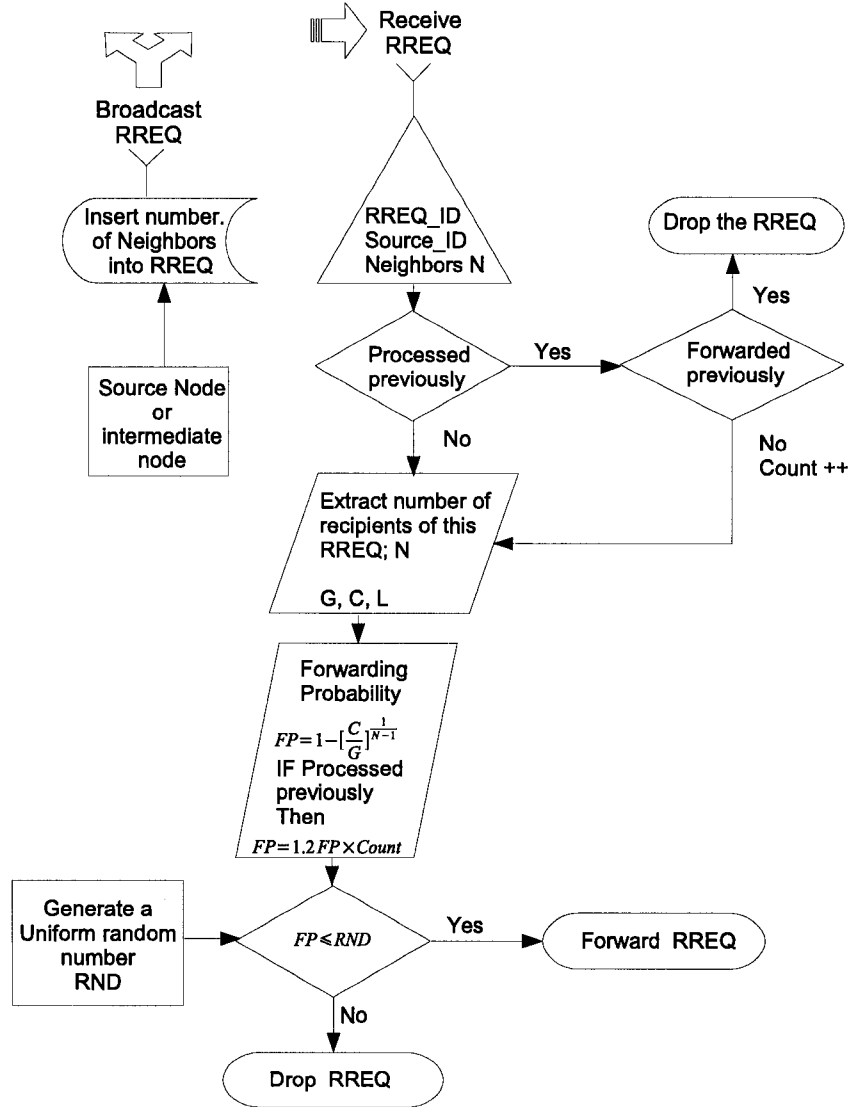 Broadcast
RREQ
Insert number.
of Neighbors
into RREQ
Source Node
or
intermediate
node
Receive
RREQ
RREQ_ID
Source_ID
Neighbors N
Processed
previously
Yes
Forwarded
previously
Yes
Drop the RREQ
No
Count ++
No
Extract number of
recipients of this
RREQ; N
G, C, L
Forwarding
Probability
FP=1−[C/G]^(1/(N−1))
IF Processed
previously
Then
FP=1.2FP×Count
Generate a
Uniform random
number
RND
FP⩽RND
Yes
Forward RREQ
No
Drop RREQ